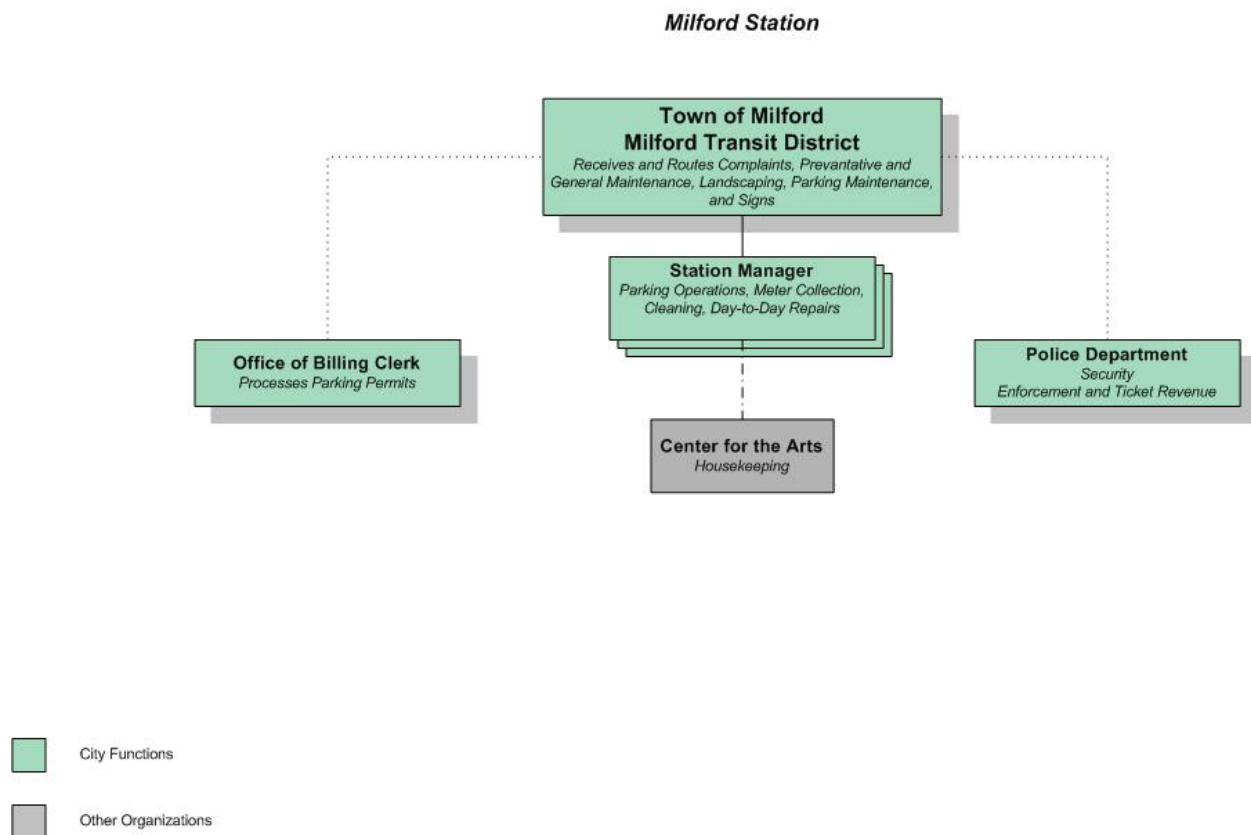 Milford Station
Town of Milford
Milford Transit District
Receives and Routes Complaints, Prevantative and
General Maintenance, Landscaping, Parking Maintenance,
and Signs
Station Manager
Parking Operations, Meter Collection,
Cleaning, Day-to-Day Repairs
Office of Billing Clerk
Processes Parking Permits
Police Department
Security
Enforcement and Ticket Revenue
Center for the Arts
Housekeeping
City Functions
Other Organizations